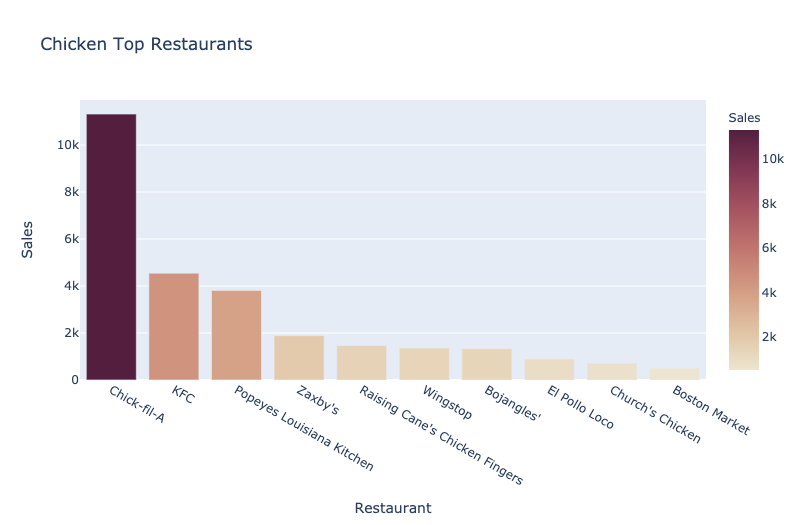 Chicken Top Restaurants
Sales
10k
8k
6k
4k
2k
0
Chick-fil-A
KFC
Popeyes Louisiana Kitchen
Zaxby's
Raising Cane's Chicken Fingers
Wingstop
Bojangles'
El Pollo Loco
Church's Chicken
Boston Market
Restaurant
Sales
10k
8k
6k
4k
2k